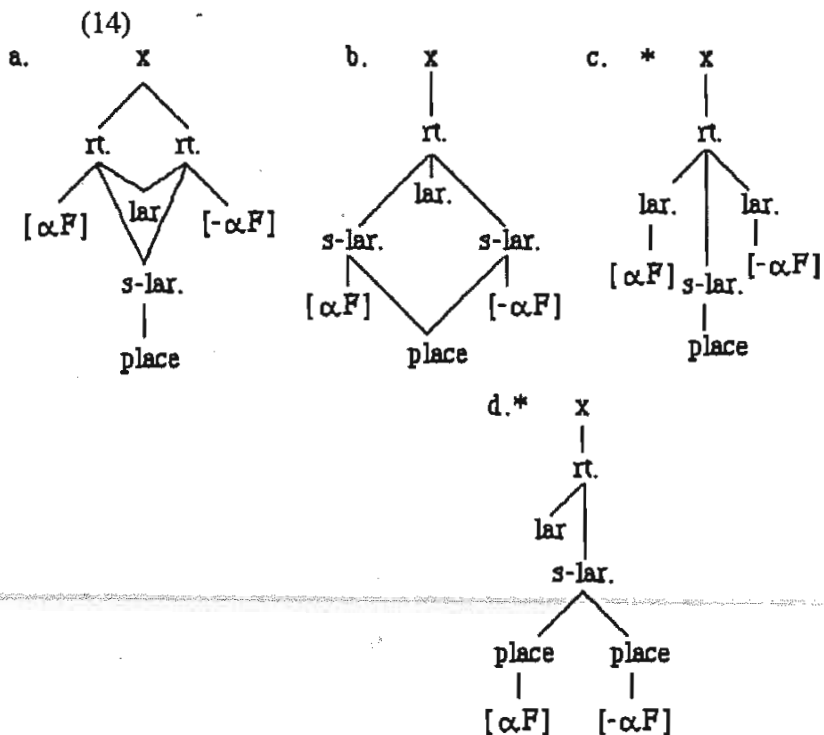 (14)
a. x b. x c. * x
rt. rt. rt. rt.
[αF] lar. [-αF] lar. lar. lar.
s-lar. s-lar. s-lar. [αF] s-lar. [-αF]
[αF] [-αF]
place place place
d.* x
rt.
lar
s-lar.
place place
[αF] [-αF]